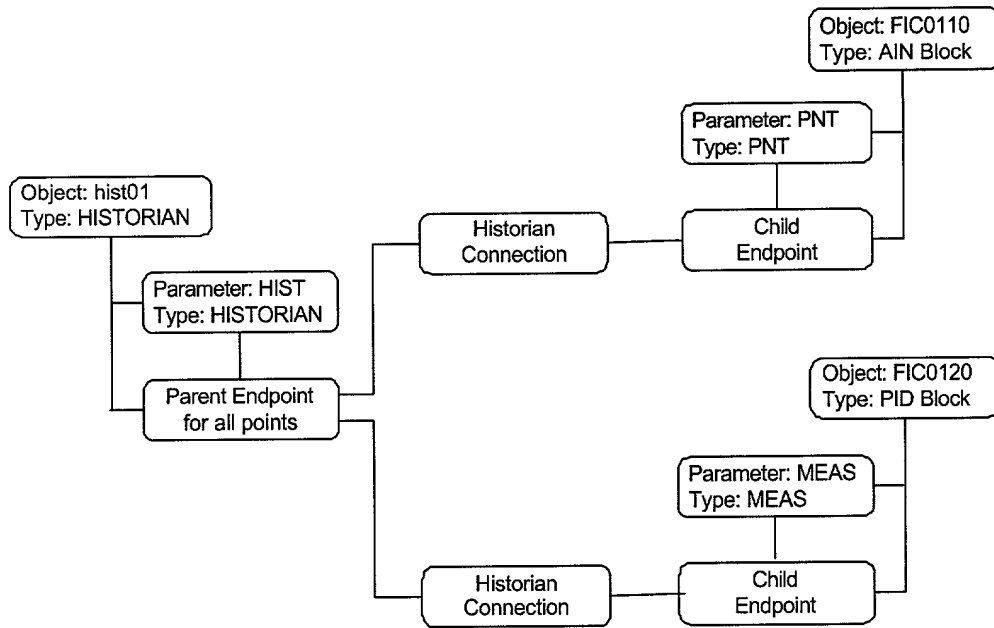 Object: FIC0110
Type: AIN Block
Parameter: PNT
Type: PNT
Object: hist01
Type: HISTORIAN
Historian
Connection
Child
Endpoint
Parameter: HIST
Type: HISTORIAN
Parent Endpoint
for all points
Object: FIC0120
Type: PID Block
Parameter: MEAS
Type: MEAS
Historian
Connection
Child
Endpoint